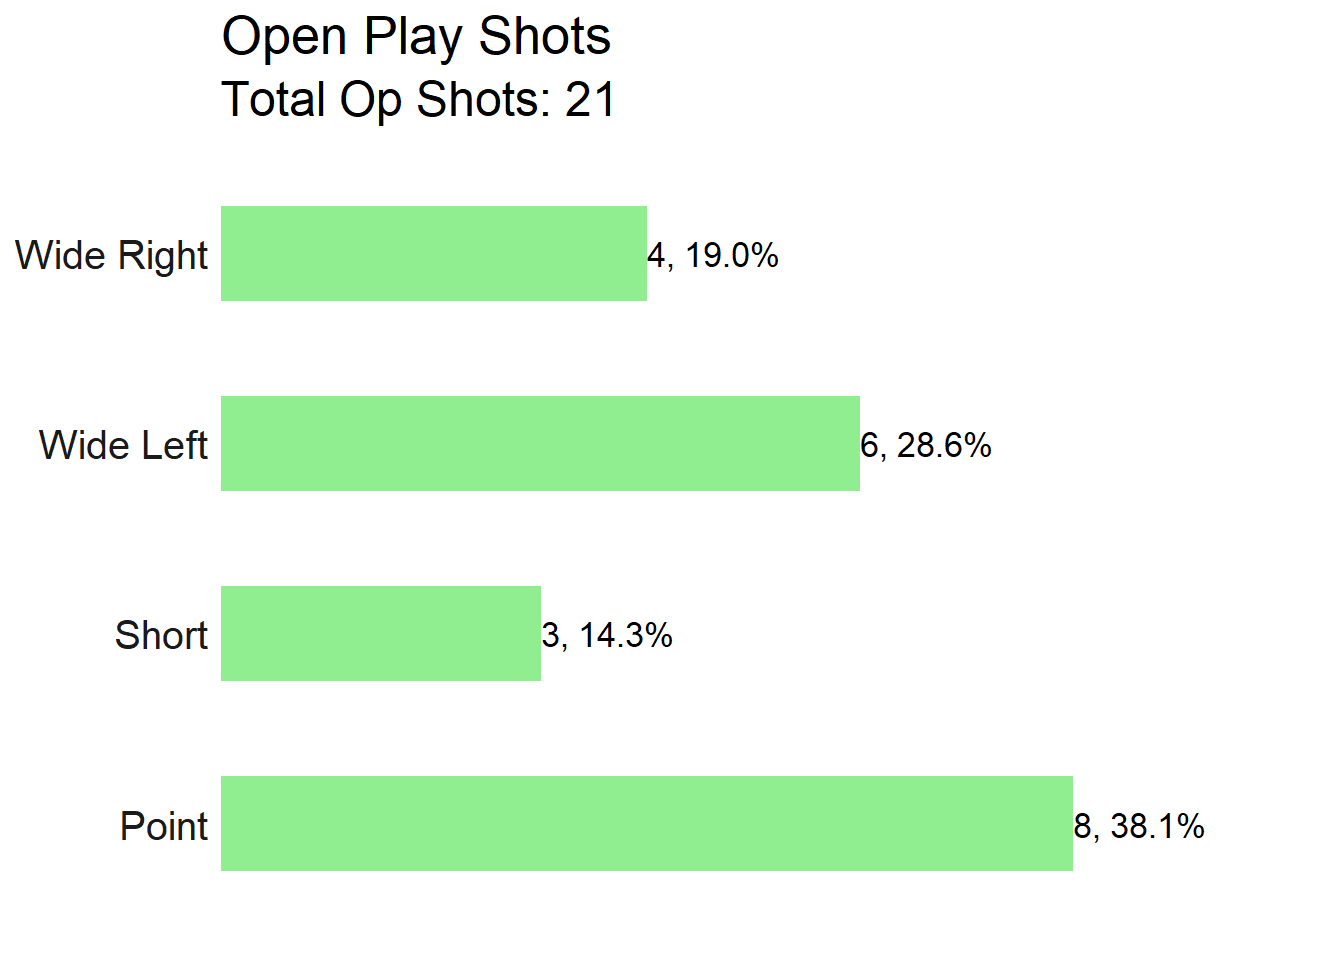 Open Play Shots
Total Op Shots: 21
Wide Right
4, 19.0%
Wide Left
6, 28.6%
Short
3, 14.3%
Point
8, 38.1%